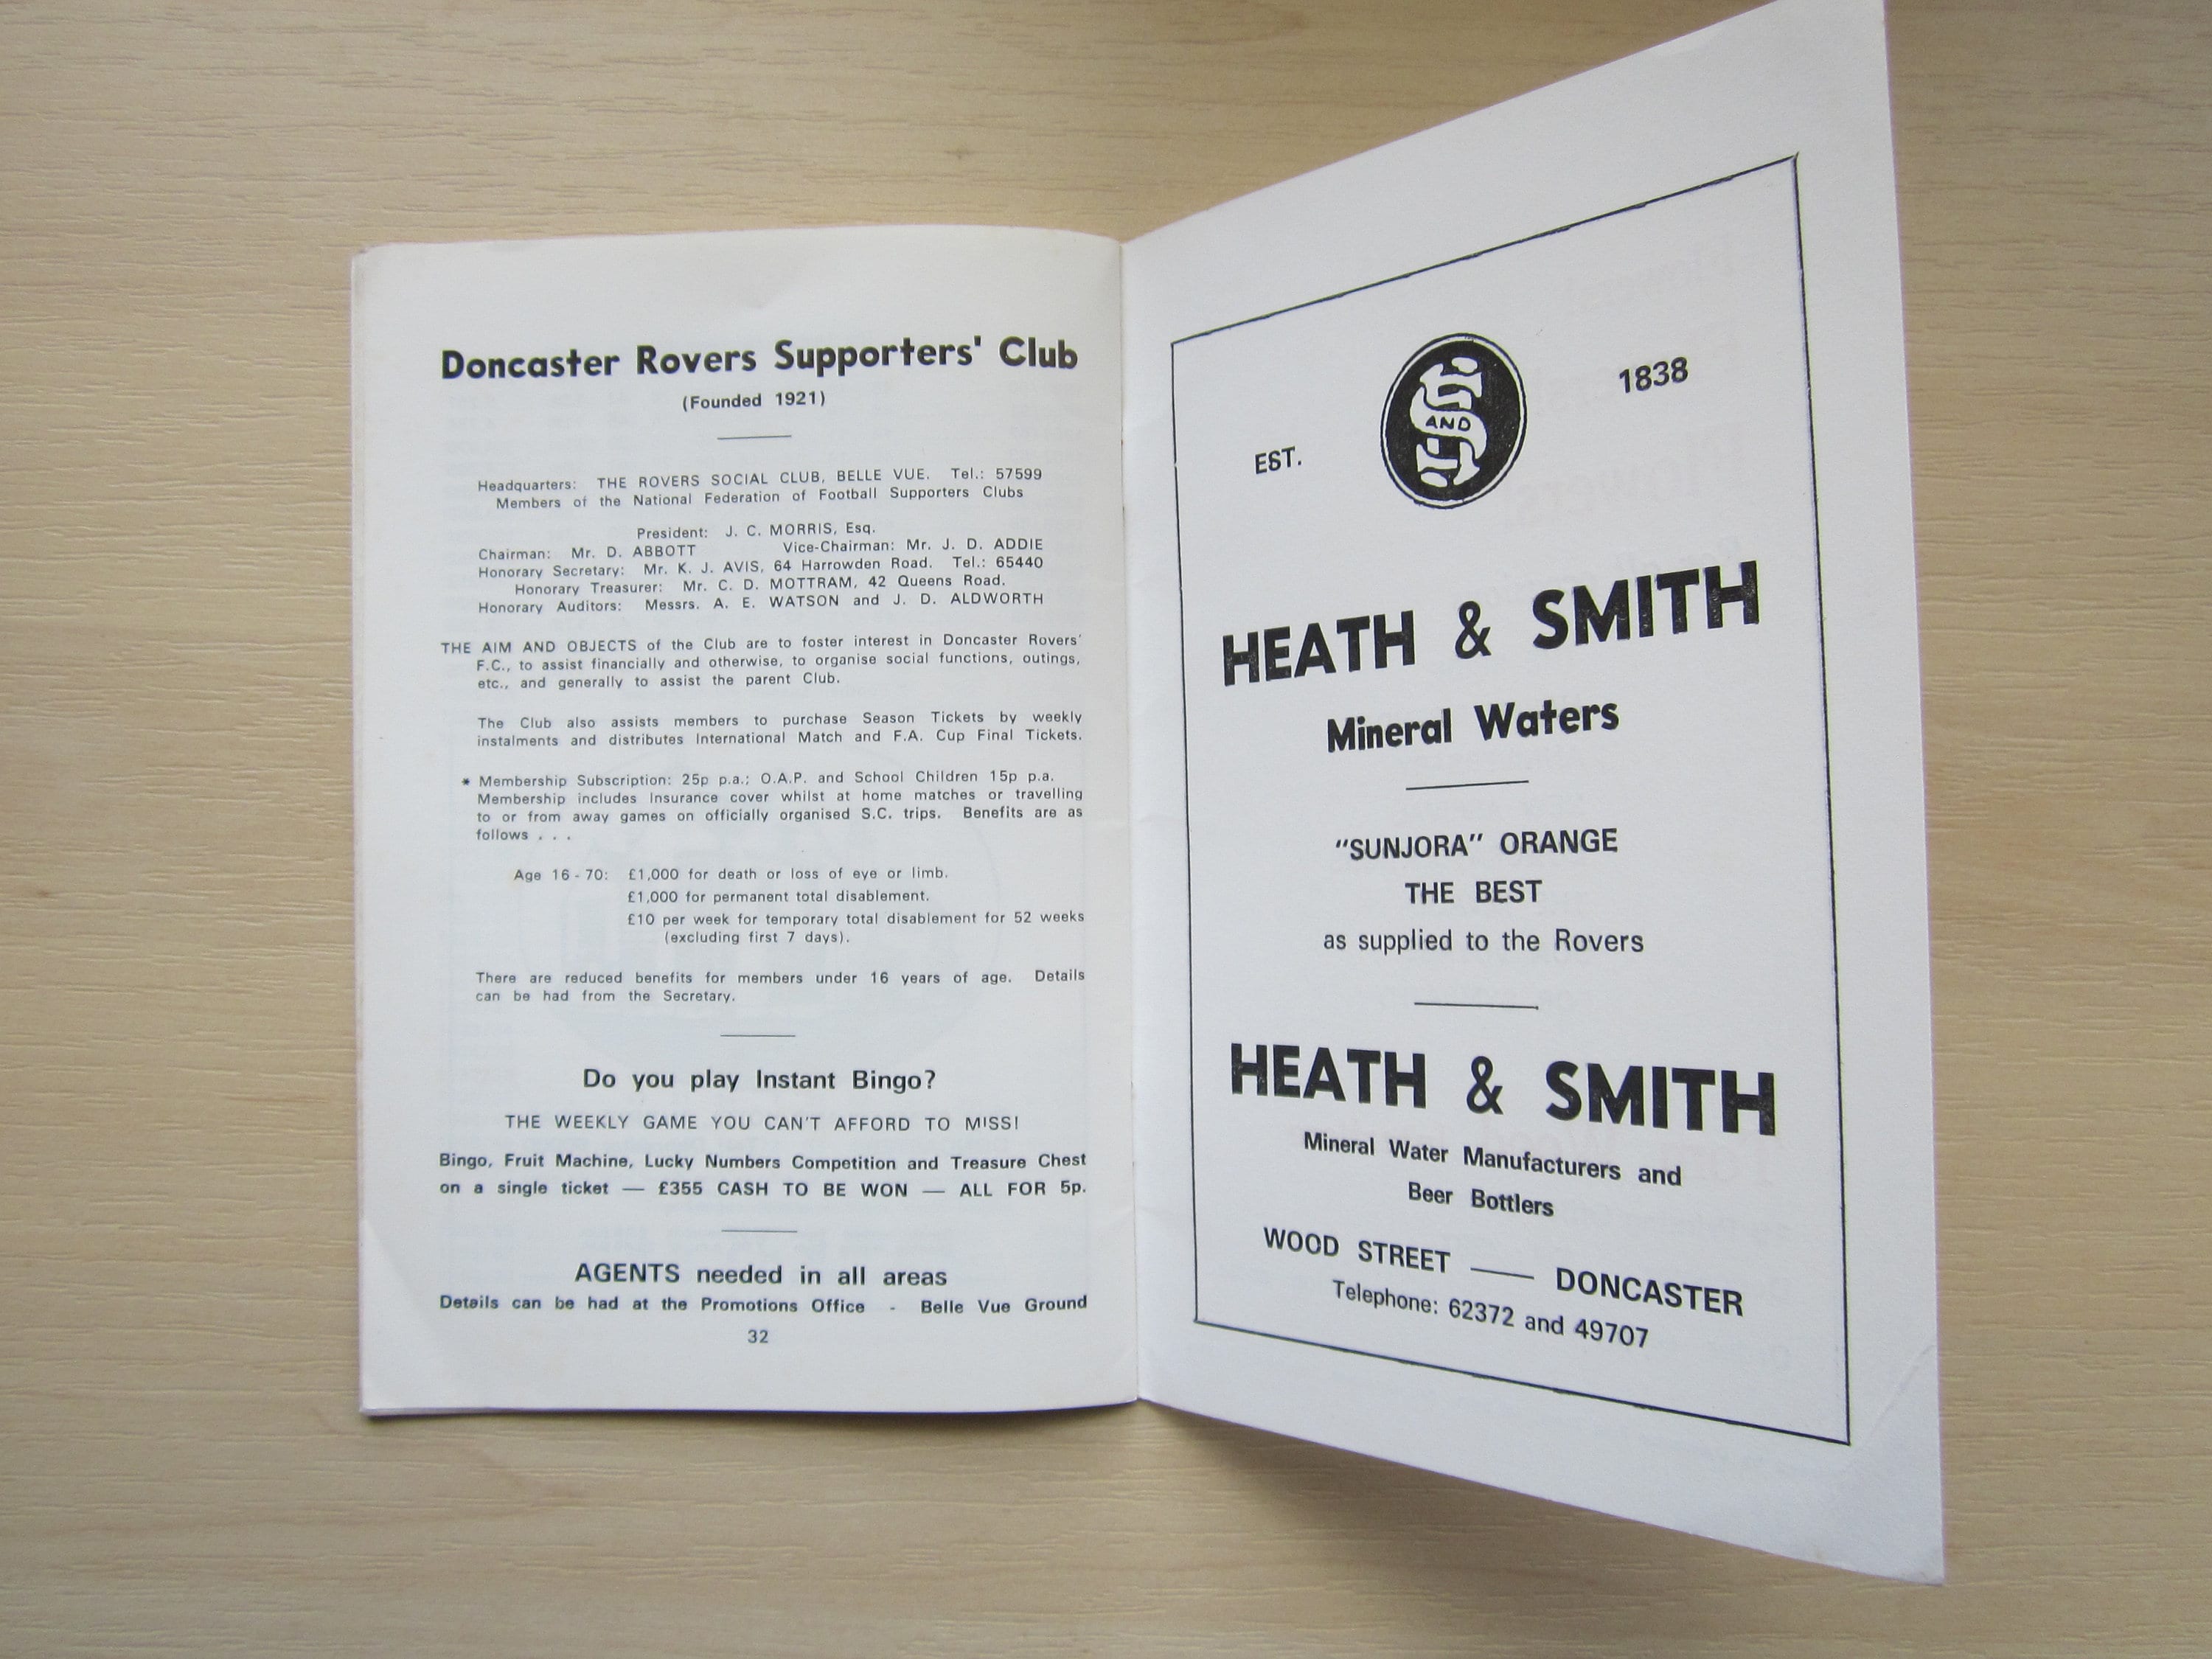 Doncaster Rovers Supporters' Club
(Founded 1921)
Headquarters: THE ROVERS SOCIAL CLUB, BELLE VUE. Tel.: 57599
Members of the National Federation of Football Supporters Clubs
President: J. C. MORRIS, Esq.
Chairman: Mr. D. ABBOTT Vice-Chairman: Mr. J. D. ADDIE
Honorary Secretary: Mr. K. J. AVIS, 64 Harrowden Road. Tel.: 65440
Honorary Treasurer: Mr. C. D. MOTTRAM, 42 Queens Road.
Honorary Auditors: Messrs. A. E. WATSON and J. D. ALDWORTH
THE AIM AND OBJECTS of the Club are to foster interest in Doncaster Rovers'
F.C., to assist financially and otherwise, to organise social functions, outings,
etc., and generally to assist the parent Club.
The Club also assists members to purchase Season Tickets by weekly
instalments and distributes International Match and F.A. Cup Final Tickets.
* Membership Subscription: 25p p.a.; O.A.P. and School Children 15p p.a.
Membership includes Insurance cover whilst at home matches or travelling
to or from away games on officially organised S.C. trips. Benefits are as
follows . . .
Age 16 - 70: £1,000 for death or loss of eye or limb.
£1,000 for permanent total disablement.
£10 per week for temporary total disablement for 52 weeks
(excluding first 7 days).
There are reduced benefits for members under 16 years of age. Details
can be had from the Secretary.
Do you play Instant Bingo?
THE WEEKLY GAME YOU CAN'T AFFORD TO MISS!
Bingo, Fruit Machine, Lucky Numbers Competition and Treasure Chest
on a single ticket — £355 CASH TO BE WON — ALL FOR 5p.
AGENTS needed in all areas
Details can be had at the Promotions Office - Belle Vue Ground
32
EST. H AND S 1838
HEATH & SMITH
Mineral Waters
"SUNJORA" ORANGE
THE BEST
as supplied to the Rovers
HEATH & SMITH
Mineral Water Manufacturers and
Beer Bottlers
WOOD STREET — DONCASTER
Telephone: 62372 and 49707